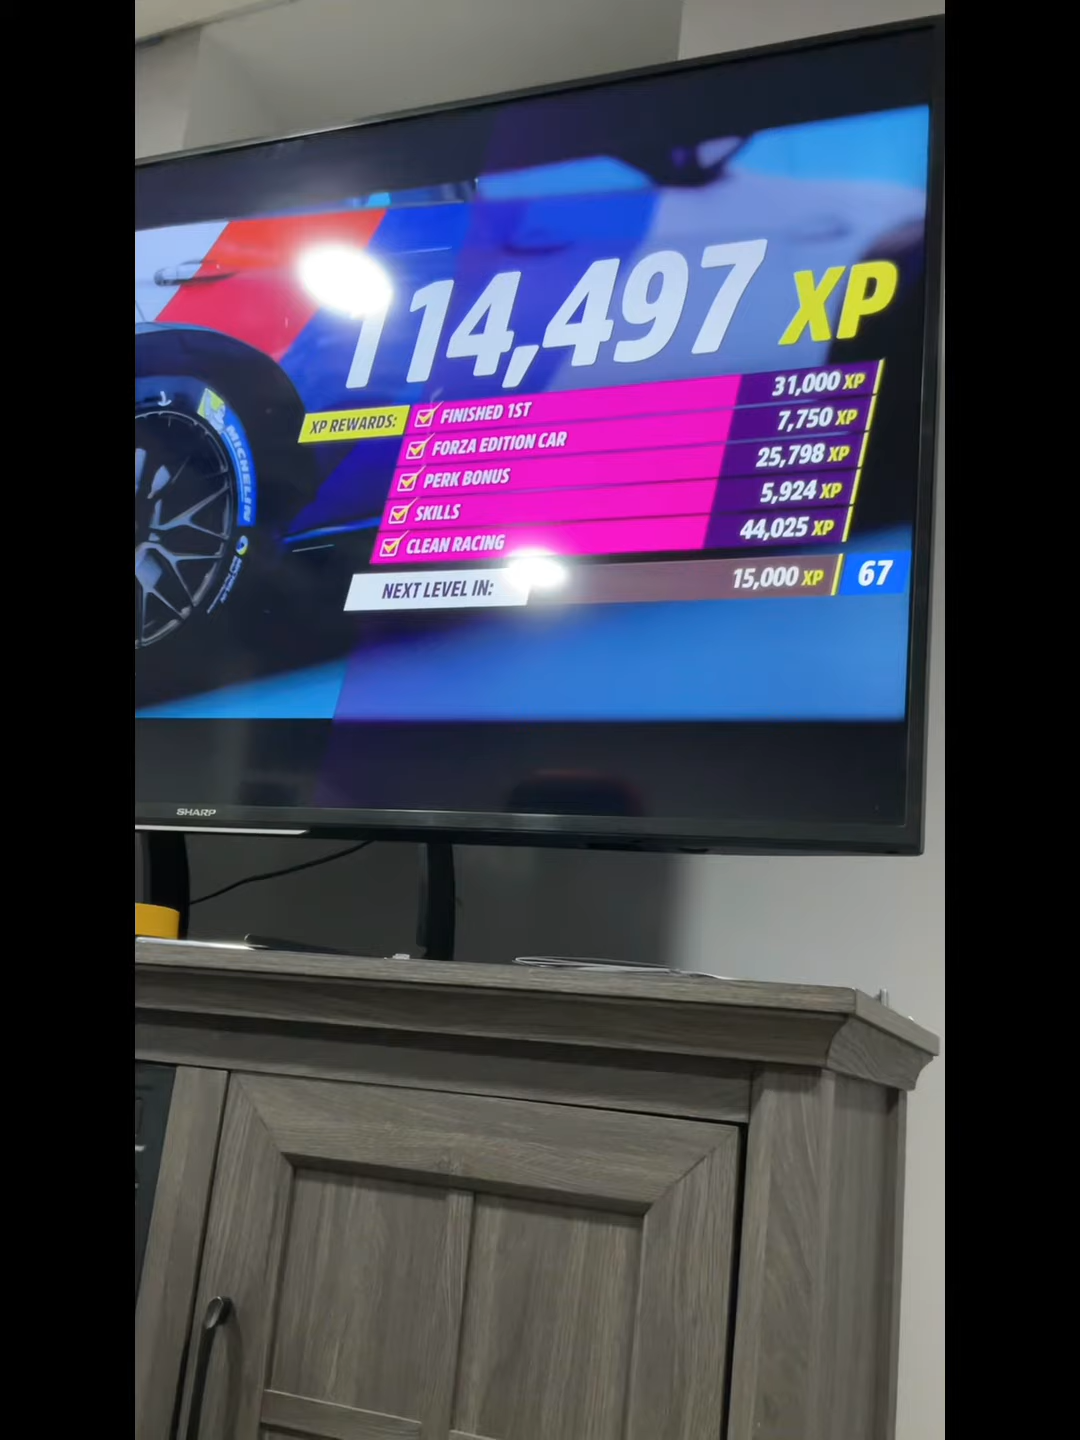 114,497 XP
XP REWARDS:
FINISHED 1ST 31,000 XP
FORZA EDITION CAR 7,750 XP
PERK BONUS 25,798 XP
SKILLS 5,924 XP
CLEAN RACING 44,025 XP
NEXT LEVEL IN: 15,000 XP 67
MICHELIN
SHARP